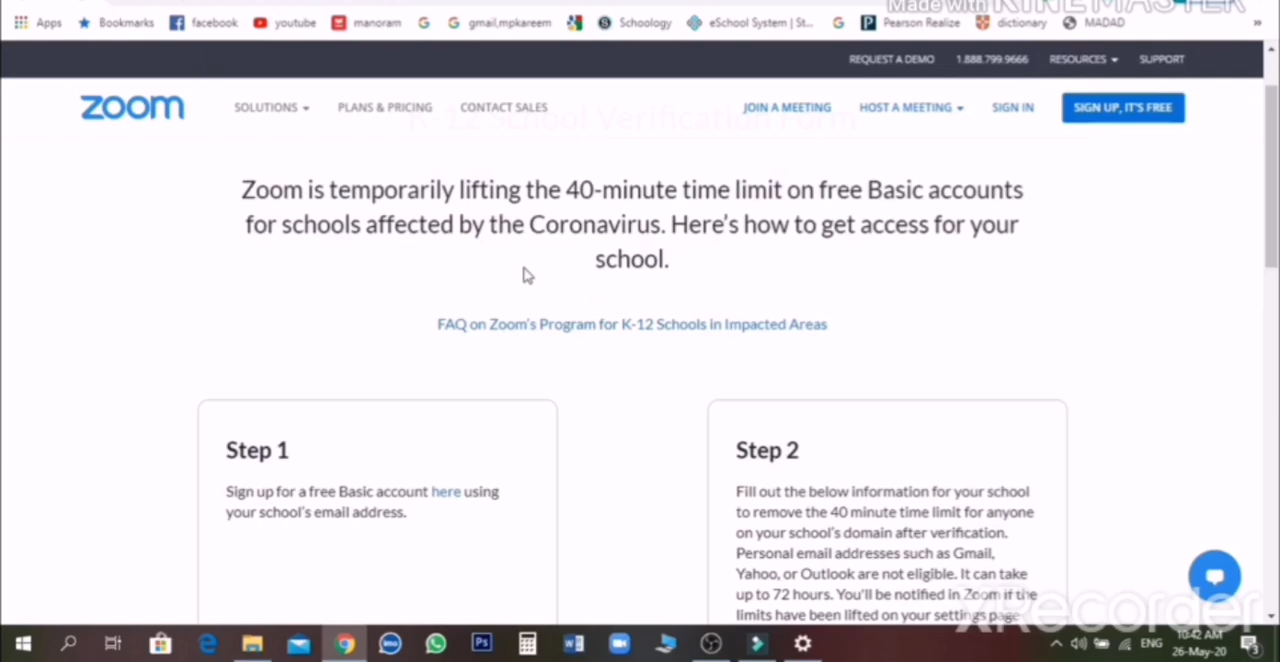 Made with KINEMASTER
Apps Bookmarks facebook youtube manoram gmail,mpkareem Schoology eSchool System | St... Pearson Realize dictionary MADAD »
REQUEST A DEMO 1.888.799.9666 RESOURCES SUPPORT
zoom SOLUTIONS PLANS & PRICING CONTACT SALES JOIN A MEETING HOST A MEETING SIGN IN SIGN UP, IT'S FREE
K-12 School Verification Form
Zoom is temporarily lifting the 40-minute time limit on free Basic accounts
for schools affected by the Coronavirus. Here's how to get access for your
school.
FAQ on Zoom's Program for K-12 Schools in Impacted Areas
Step 1
Sign up for a free Basic account here using
your school's email address.
Step 2
Fill out the below information for your school
to remove the 40 minute time limit for anyone
on your school's domain after verification.
Personal email addresses such as Gmail,
Yahoo, or Outlook are not eligible. It can take
up to 72 hours. You'll be notified in Zoom if the
limits have been lifted on your settings page
XRecorder
ENG 10:42 AM
26-May-20 3